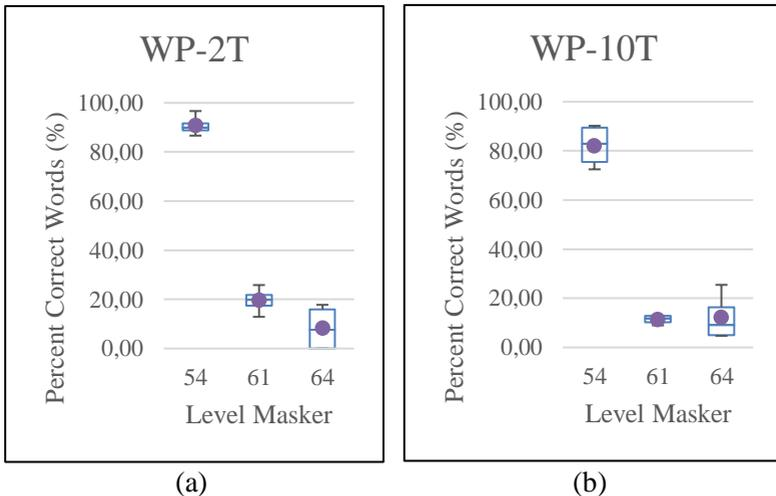 WP-2T
Percent Correct Words (%)
100,00
80,00
60,00
40,00
20,00
0,00
54 61 64
Level Masker
(a)
WP-10T
Percent Correct Words (%)
100,00
80,00
60,00
40,00
20,00
0,00
54 61 64
Level Masker
(b)